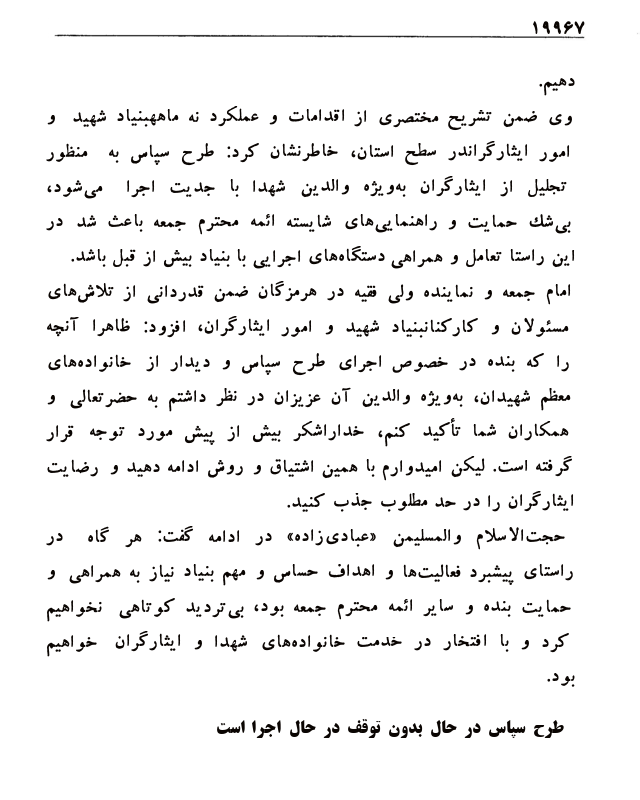 ۱۹۹۶۷
دهیم.
وی ضمن تشریح مختصری از اقدامات و عملکرد نه ماههبنیاد شهید و
امور ایثارگراندر سطح استان، خاطرنشان کرد: طرح سپاس به منظور
تجلیل از ایثارگران به‌ویژه والدین شهدا با جدیت اجرا می‌شود،
بی‌شك حمایت و راهنمایی‌های شایسته ائمه محترم جمعه باعث شد در
این راستا تعامل و همراهی دستگاه‌های اجرایی با بنیاد بیش از قبل باشد.
امام جمعه و نماینده ولی فقیه در هرمزگان ضمن قدردانی از تلاش‌های
مسئولان و کارکنانبنیاد شهید و امور ایثارگران، افزود: ظاهرا آنچه
را که بنده در خصوص اجرای طرح سپاس و دیدار از خانواده‌های
معظم شهیدان، به‌ویژه والدین آن عزیزان در نظر داشتم به حضرتعالی و
همکاران شما تأکید کنم، خداراشکر بیش از پیش مورد توجه قرار
گرفته است. لیکن امیدوارم با همین اشتیاق و روش ادامه دهید و رضایت
ایثارگران را در حد مطلوب جذب کنید.
حجت‌الاسلام والمسلیمن «عبادی‌زاده» در ادامه گفت: هر گاه در
راستای پیشبرد فعالیت‌ها و اهداف حساس و مهم بنیاد نیاز به همراهی و
حمایت بنده و سایر ائمه محترم جمعه بود، بی‌تردید کوتاهی نخواهیم
کرد و با افتخار در خدمت خانواده‌های شهدا و ایثارگران خواهیم
بود.
طرح سپاس در حال بدون توقف در حال اجرا است